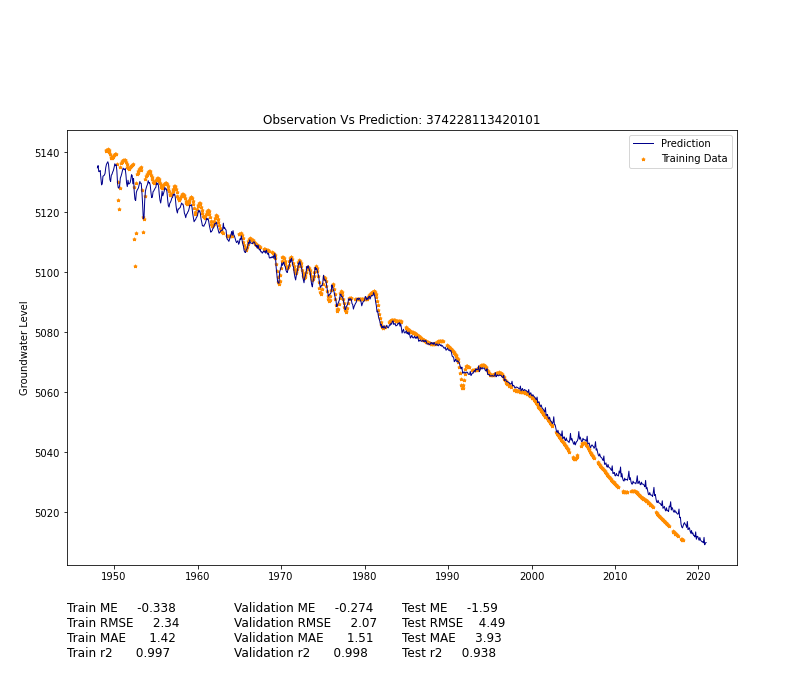 Observation Vs Prediction: 374228113420101
Prediction
Training Data
5140
5120
5100
5080
5060
5040
5020
Groundwater Level
1950 1960 1970 1980 1990 2000 2010 2020
Train ME -0.338 Validation ME -0.274 Test ME -1.59
Train RMSE 2.34 Validation RMSE 2.07 Test RMSE 4.49
Train MAE 1.42 Validation MAE 1.51 Test MAE 3.93
Train r2 0.997 Validation r2 0.998 Test r2 0.938